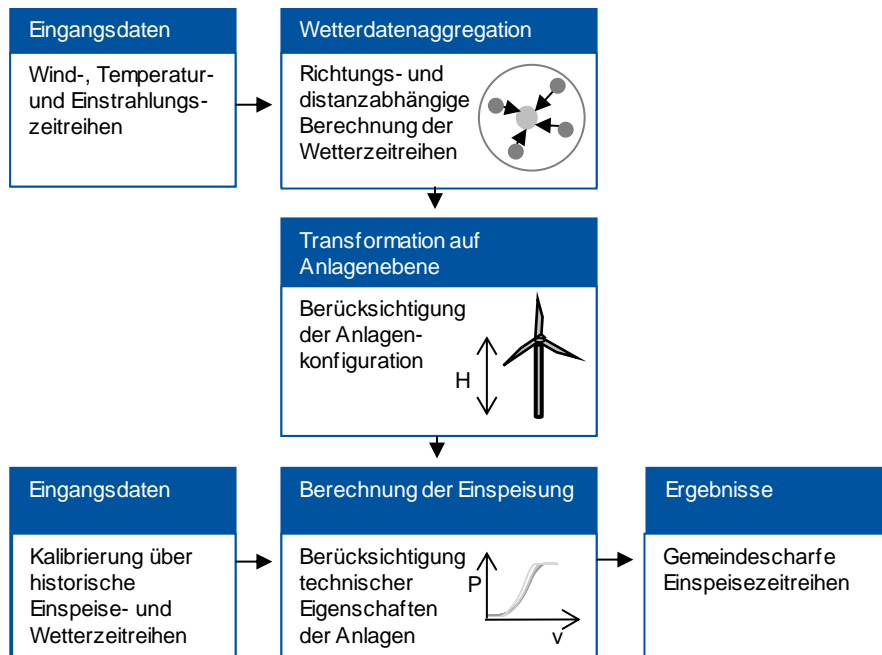 Eingangsdaten
Wind-, Temperatur-
und Einstrahlungs-
zeitreihen
Wetterdatenaggregation
Richtungs- und
distanzabhängige
Berechnung der
Wetterzeitreihen
Transformation auf
Anlagenebene
Berücksichtigung
der Anlagen-
konfiguration
H
Eingangsdaten
Kalibrierung über
historische
Einspeise- und
Wetterzeitreihen
Berechnung der Einspeisung
Berücksichtigung
technischer
Eigenschaften
der Anlagen
P
v
Ergebnisse
Gemeindescharfe
Einspeisezeitreihen